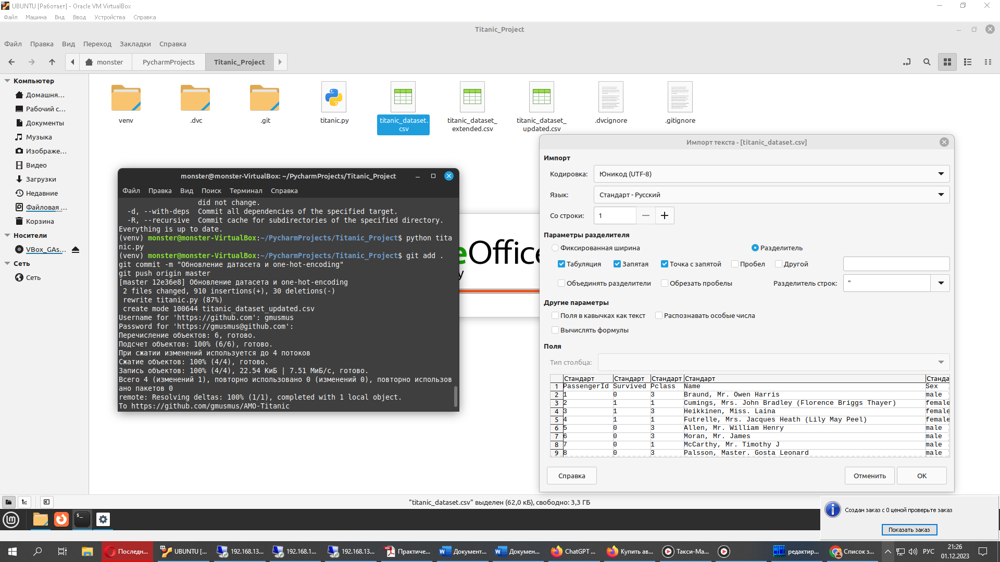 UBUNTU [Работает] - Oracle VM VirtualBox
Файл Машина Вид Ввод Устройства Справка
Titanic_Project
Файл Правка Вид Переход Закладки Справка
monster PycharmProjects Titanic_Project
Компьютер
Домашня...
Рабочий с...
Документы
Музыка
Изображе...
Видео
Загрузки
Недавние
Файловая ...
Корзина
Носители
VBox_GAs...
Сеть
Сеть
venv
.dvc
.git
titanic.py
titanic_dataset.
csv
titanic_dataset_
extended.csv
titanic_dataset_
updated.csv
.dvcignore
.gitignore
monster@monster-VirtualBox: ~/PycharmProjects/Titanic_Project
Файл Правка Вид Поиск Терминал Справка
did not change.
-d, --with-deps  Commit all dependencies of the specified target.
-R, --recursive  Commit cache for subdirectories of the specified directory.
Everything is up to date.
(venv) monster@monster-VirtualBox:~/PycharmProjects/Titanic_Project$ python tita
nic.py
(venv) monster@monster-VirtualBox:~/PycharmProjects/Titanic_Project$ git add .
git commit -m "Обновление датасета и one-hot-encoding"
git push origin master
[master 12e36e8] Обновление датасета и one-hot-encoding
2 files changed, 910 insertions(+), 30 deletions(-)
rewrite titanic.py (87%)
create mode 100644 titanic_dataset_updated.csv
Username for 'https://github.com': gmusmus
Password for 'https://gmusmus@github.com':
Перечисление объектов: 6, готово.
Подсчет объектов: 100% (6/6), готово.
При сжатии изменений используется до 4 потоков
Сжатие объектов: 100% (4/4), готово.
Запись объектов: 100% (4/4), 22.54 КиБ | 7.51 МиБ/с, готово.
Всего 4 (изменений 1), повторно использовано 0 (изменений 0), повторно использов
ано пакетов 0
remote: Resolving deltas: 100% (1/1), completed with 1 local object.
To https://github.com/gmusmus/AMO-Titanic
eOffice
y
Импорт текста - [titanic_dataset.csv]
Импорт
Кодировка: Юникод (UTF-8)
Язык: Стандарт - Русский
Со строки: 1
Параметры разделителя
Фиксированная ширина Разделитель
Табуляция Запятая Точка с запятой Пробел Другой
Объединять разделители Обрезать пробелы Разделитель строк: "
Другие параметры
Поля в кавычках как текст Распознавать особые числа
Вычислять формулы
Поля
Тип столбца:
Стандарт Стандарт Стандарт Стандарт Станда
1 PassengerId Survived Pclass Name Sex
2 1 0 3 Braund, Mr. Owen Harris male
3 2 1 1 Cumings, Mrs. John Bradley (Florence Briggs Thayer) female
4 3 1 3 Heikkinen, Miss. Laina female
5 4 1 1 Futrelle, Mrs. Jacques Heath (Lily May Peel) female
6 5 0 3 Allen, Mr. William Henry male
7 6 0 3 Moran, Mr. James male
8 7 0 1 McCarthy, Mr. Timothy J male
9 8 0 3 Palsson, Master. Gosta Leonard male
Справка Отменить ОК
"titanic_dataset.csv" выделен (62,0 кБ), свободно: 3,3 ГБ
Создан заказ с 0 ценой проверьте заказ
Показать заказ
Последн... UBUNTU [... 192.168.13... 192.168.1... 192.168.13... Практиче... Документ... Докумен... ChatGPT ... Купить ав... Такси-Ма... редактир... Список з... РУС
21:26
01.12.2023